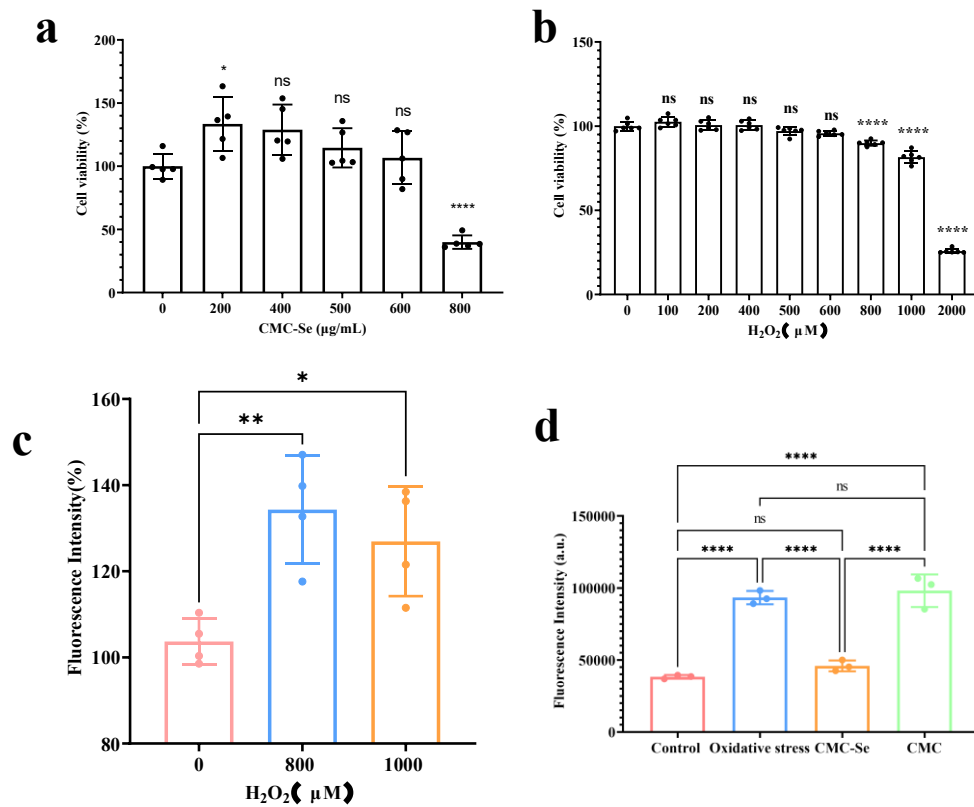 a
200
150
100
50
0
Cell viability (%)
*
ns
ns
ns
****
0 200 400 500 600 800
CMC-Se (μg/mL)
b
150
100
50
0
Cell viability (%)
ns ns ns ns ns **** **** ****
0 100 200 400 500 600 800 1000 2000
H₂O₂( μM )
c
160
140
120
100
80
Fluorescence Intensity(%)
*
**
0 800 1000
H₂O₂( μM )
d
150000
100000
50000
0
Fluorescence Intensity (a.u.)
****
ns
ns
**** **** ****
Control Oxidative stress CMC-Se CMC